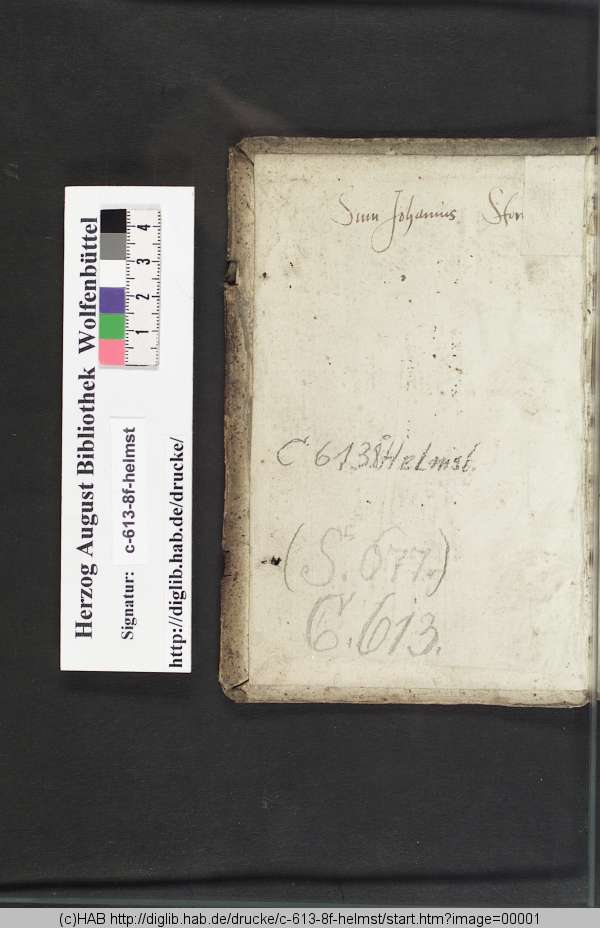 Herzog August Bibliothek Wolfenbüttel
Signatur: c-613-8f-helmst
http://diglib.hab.de/drucke/
1 2 3 4
Sum Johannis
C 613 8° Helmst.
(S. 677.)
C. 613.
(c)HAB http://diglib.hab.de/drucke/c-613-8f-helmst/start.htm?image=00001